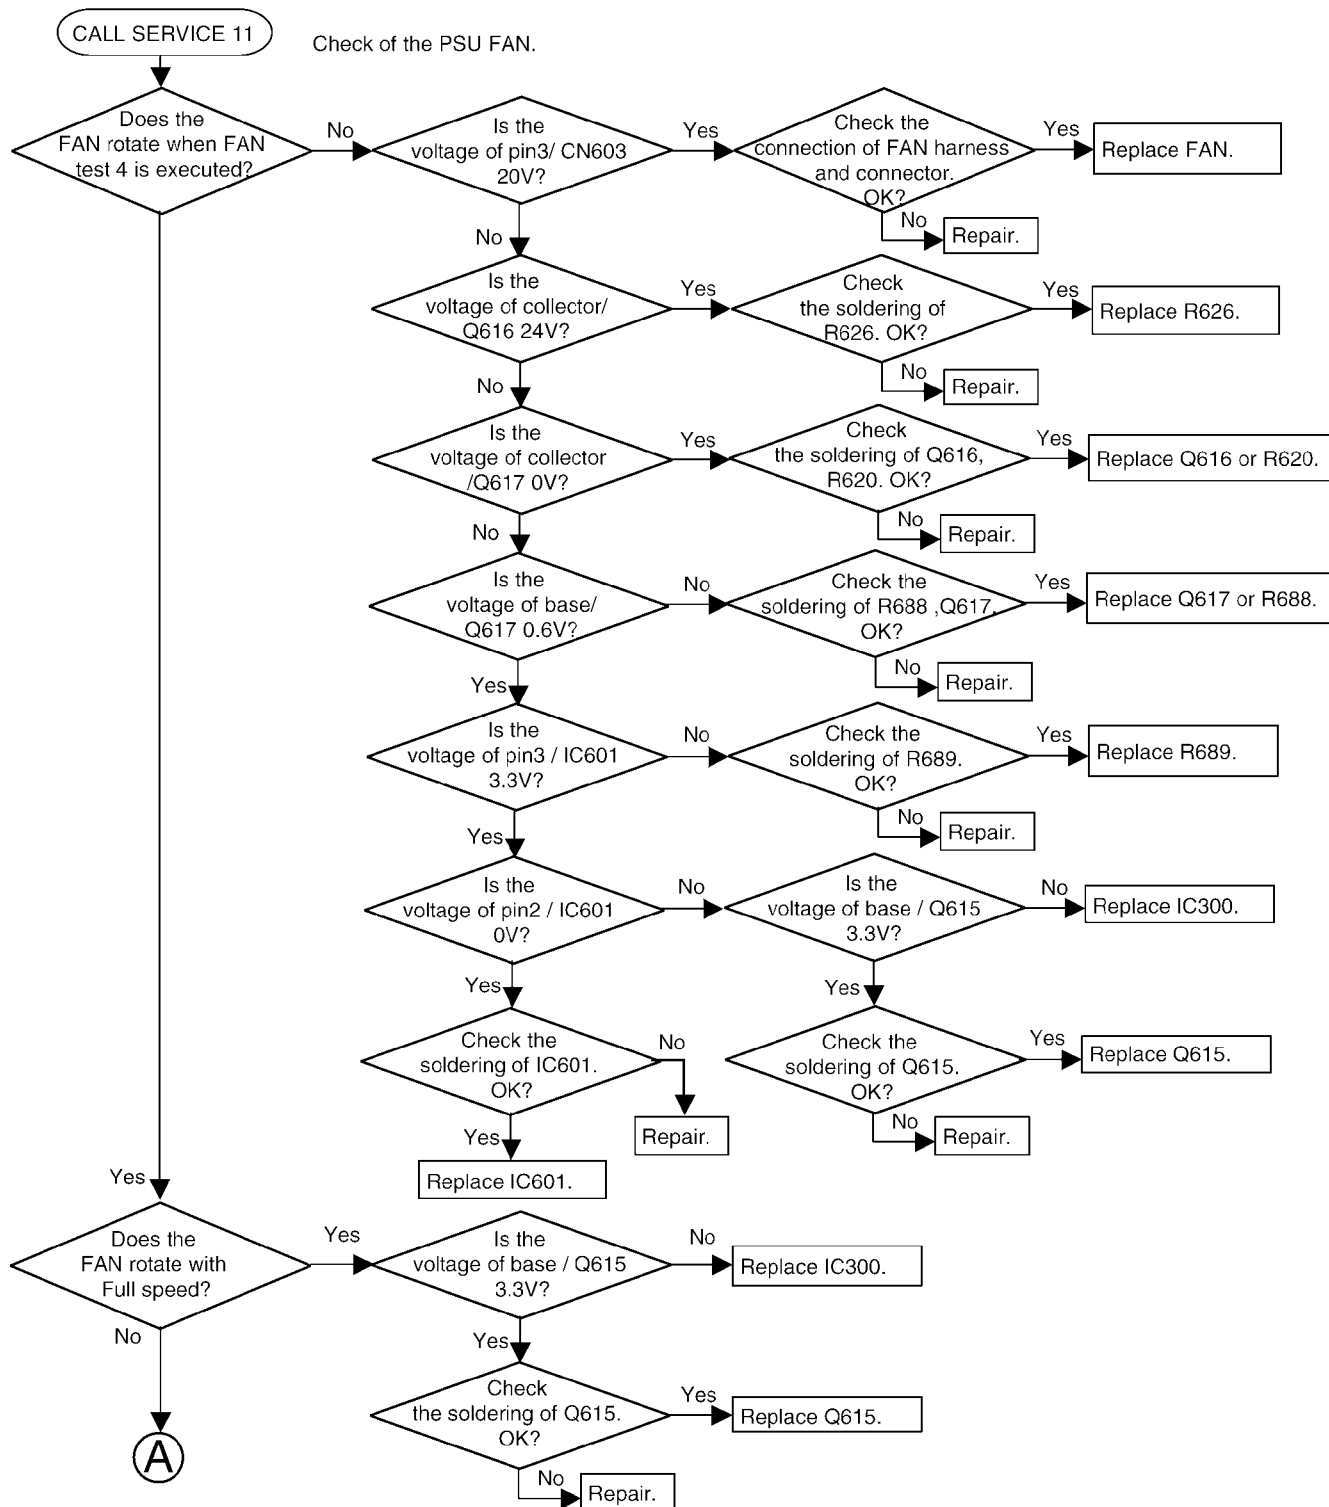 CALL SERVICE 11
Check of the PSU FAN.
Does the
FAN rotate when FAN
test 4 is executed?
No
Is the
voltage of pin3/ CN603
20V?
Yes
Check the
connection of FAN harness
and connector.
OK?
Yes
Replace FAN.
No
Repair.
No
Is the
voltage of collector/
Q616 24V?
Yes
Check
the soldering of
R626. OK?
Yes
Replace R626.
No
Repair.
No
Is the
voltage of collector
/Q617 0V?
Yes
Check
the soldering of Q616,
R620. OK?
Yes
Replace Q616 or R620.
No
Repair.
No
Is the
voltage of base/
Q617 0.6V?
No
Check the
soldering of R688 ,Q617.
OK?
Yes
Replace Q617 or R688.
No
Repair.
Yes
Is the
voltage of pin3 / IC601
3.3V?
No
Check the
soldering of R689.
OK?
Yes
Replace R689.
No
Repair.
Yes
Is the
voltage of pin2 / IC601
0V?
No
Is the
voltage of base / Q615
3.3V?
No
Replace IC300.
Yes
Check the
soldering of IC601.
OK?
No
Repair.
Yes
Replace IC601.
Yes
Check the
soldering of Q615.
OK?
Yes
Replace Q615.
No
Repair.
Yes
Does the
FAN rotate with
Full speed?
Yes
Is the
voltage of base / Q615
3.3V?
No
Replace IC300.
Yes
Check
the soldering of Q615.
OK?
Yes
Replace Q615.
No
Repair.
No
A